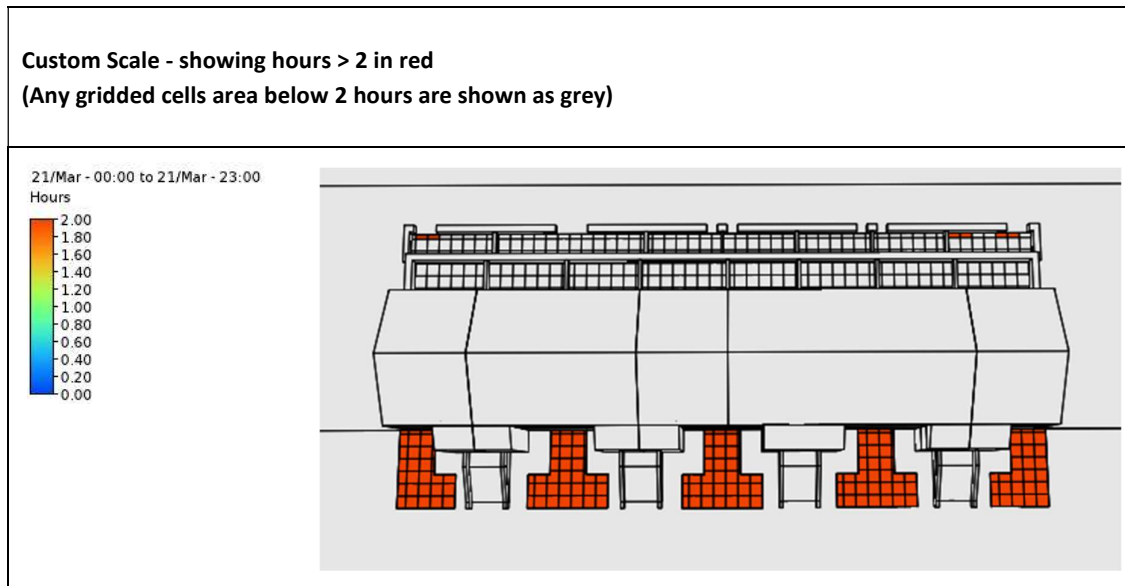 Custom Scale - showing hours > 2 in red
(Any gridded cells area below 2 hours are shown as grey)
21/Mar - 00:00 to 21/Mar - 23:00
Hours
2.00
1.80
1.60
1.40
1.20
1.00
0.80
0.60
0.40
0.20
0.00